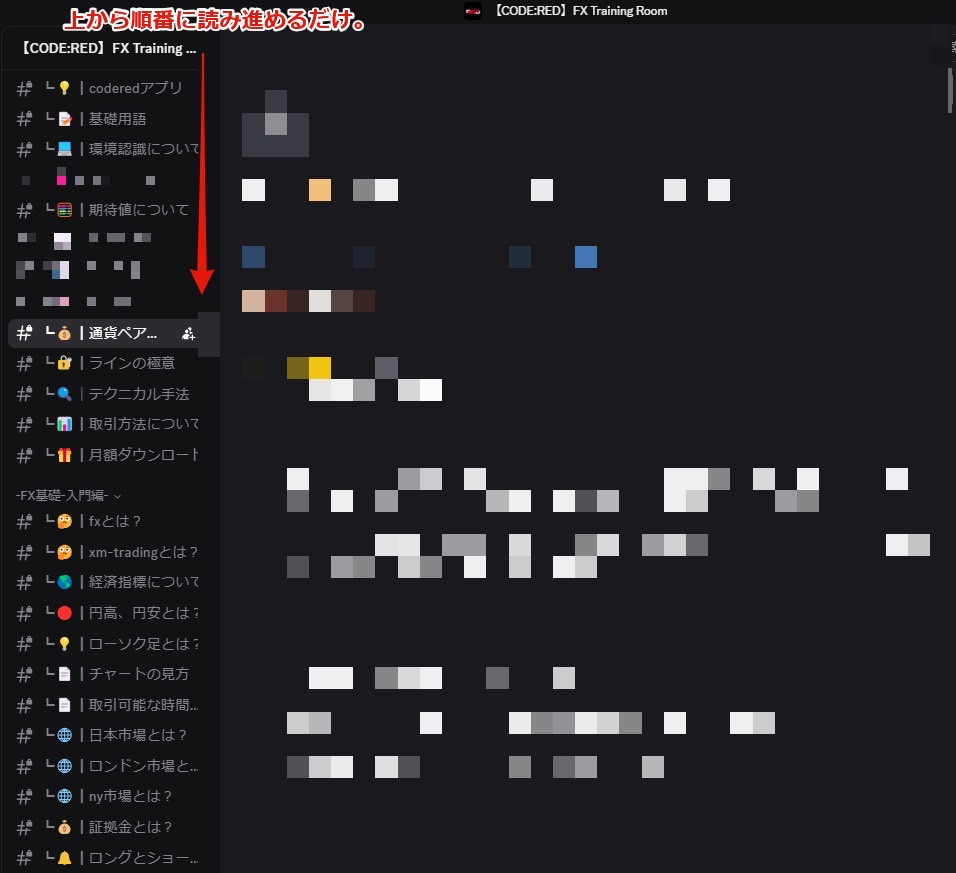 上から順番に読み進めるだけ。
【CODE:RED】FX Training Room
【CODE:RED】FX Training ...
┗💡|coderedアプリ
┗📝|基礎用語
┗💻|環境認識について
┗🧮|期待値について
┗💰|通貨ペア...
┗🔐|ラインの極意
┗🔍|テクニカル手法
┗📊|取引方法について
┗🎁|月額ダウンロード
-FX基礎-入門編-
┗🤔|fxとは？
┗🤔|xm-tradingとは？
┗🌎|経済指標について
┗🔴|円高、円安とは？
┗💡|ローソク足とは？
┗📄|チャートの見方
┗📄|取引可能な時間...
┗🌐|日本市場とは？
┗🌐|ロンドン市場と...
┗🌐|ny市場とは？
┗💰|証拠金とは？
┗🔔|ロングとショー...